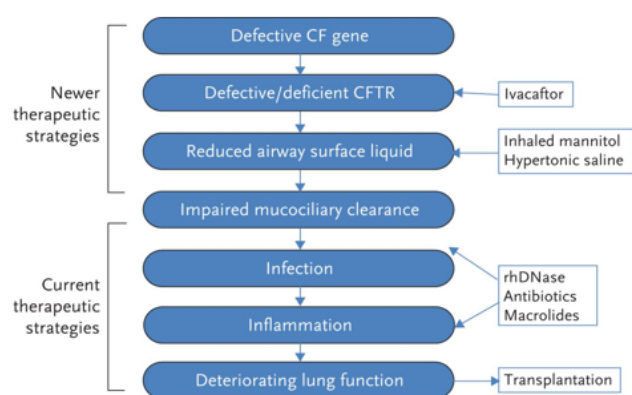 Defective CF gene
Newer
therapeutic
strategies
Defective/deficient CFTR
Ivacaftor
Reduced airway surface liquid
Inhaled mannitol
Hypertonic saline
Impaired mucociliary clearance
Current
therapeutic
strategies
Infection
rhDNase
Antibiotics
Macrolides
Inflammation
Deteriorating lung function
Transplantation